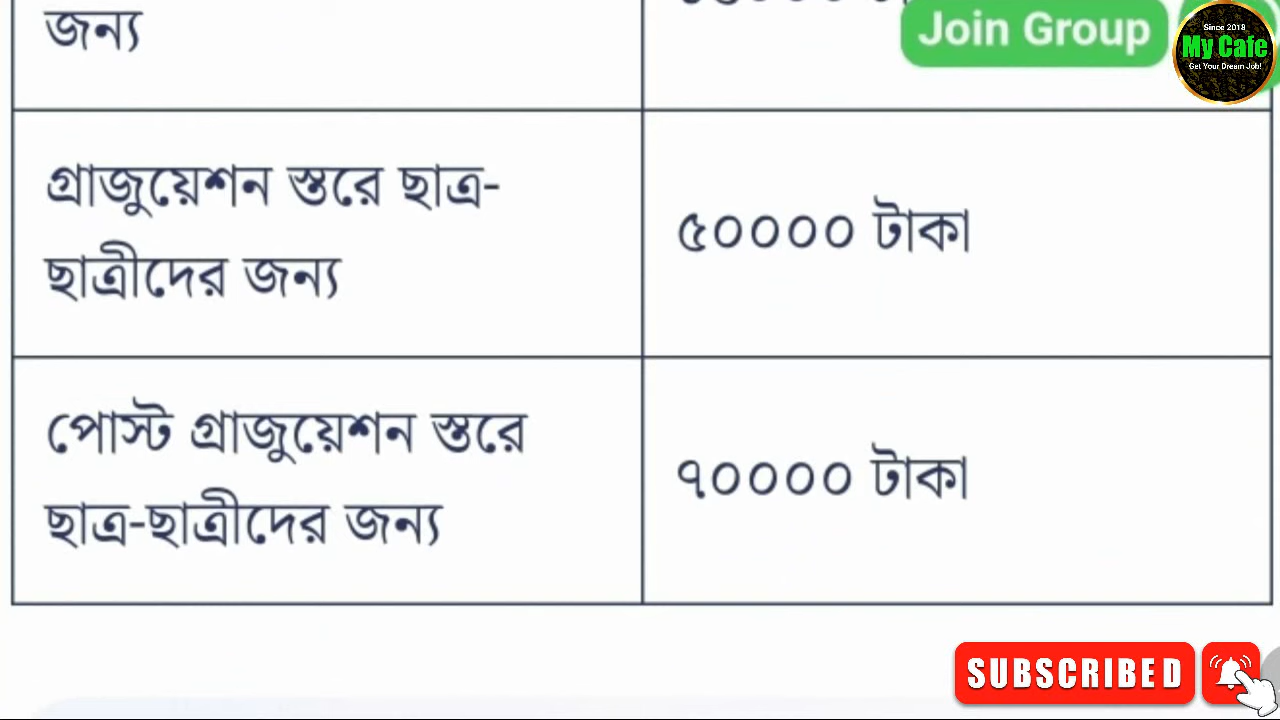 জন্য
Join Group
Since 2018
My Cafe
Get Your Dream Job!
গ্রাজুয়েশন স্তরে ছাত্র-
ছাত্রীদের জন্য
৫০০০০ টাকা
পোস্ট গ্রাজুয়েশন স্তরে
ছাত্র-ছাত্রীদের জন্য
৭০০০০ টাকা
SUBSCRIBED